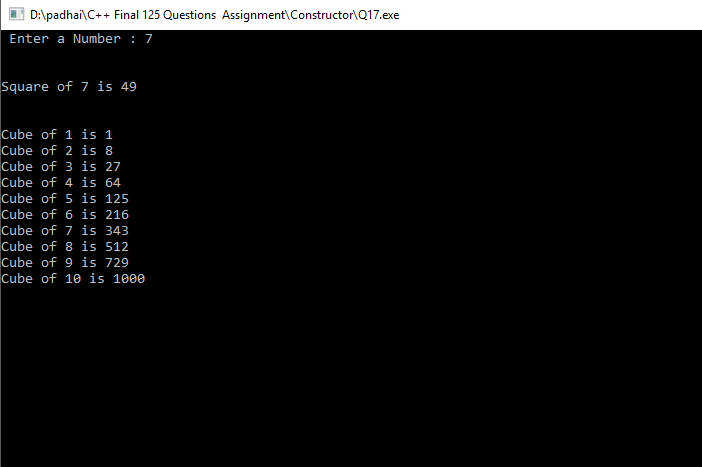 D:\padhai\C++ Final 125 Questions  Assignment\Constructor\Q17.exe
Enter a Number : 7
Square of 7 is 49
Cube of 1 is 1
Cube of 2 is 8
Cube of 3 is 27
Cube of 4 is 64
Cube of 5 is 125
Cube of 6 is 216
Cube of 7 is 343
Cube of 8 is 512
Cube of 9 is 729
Cube of 10 is 1000